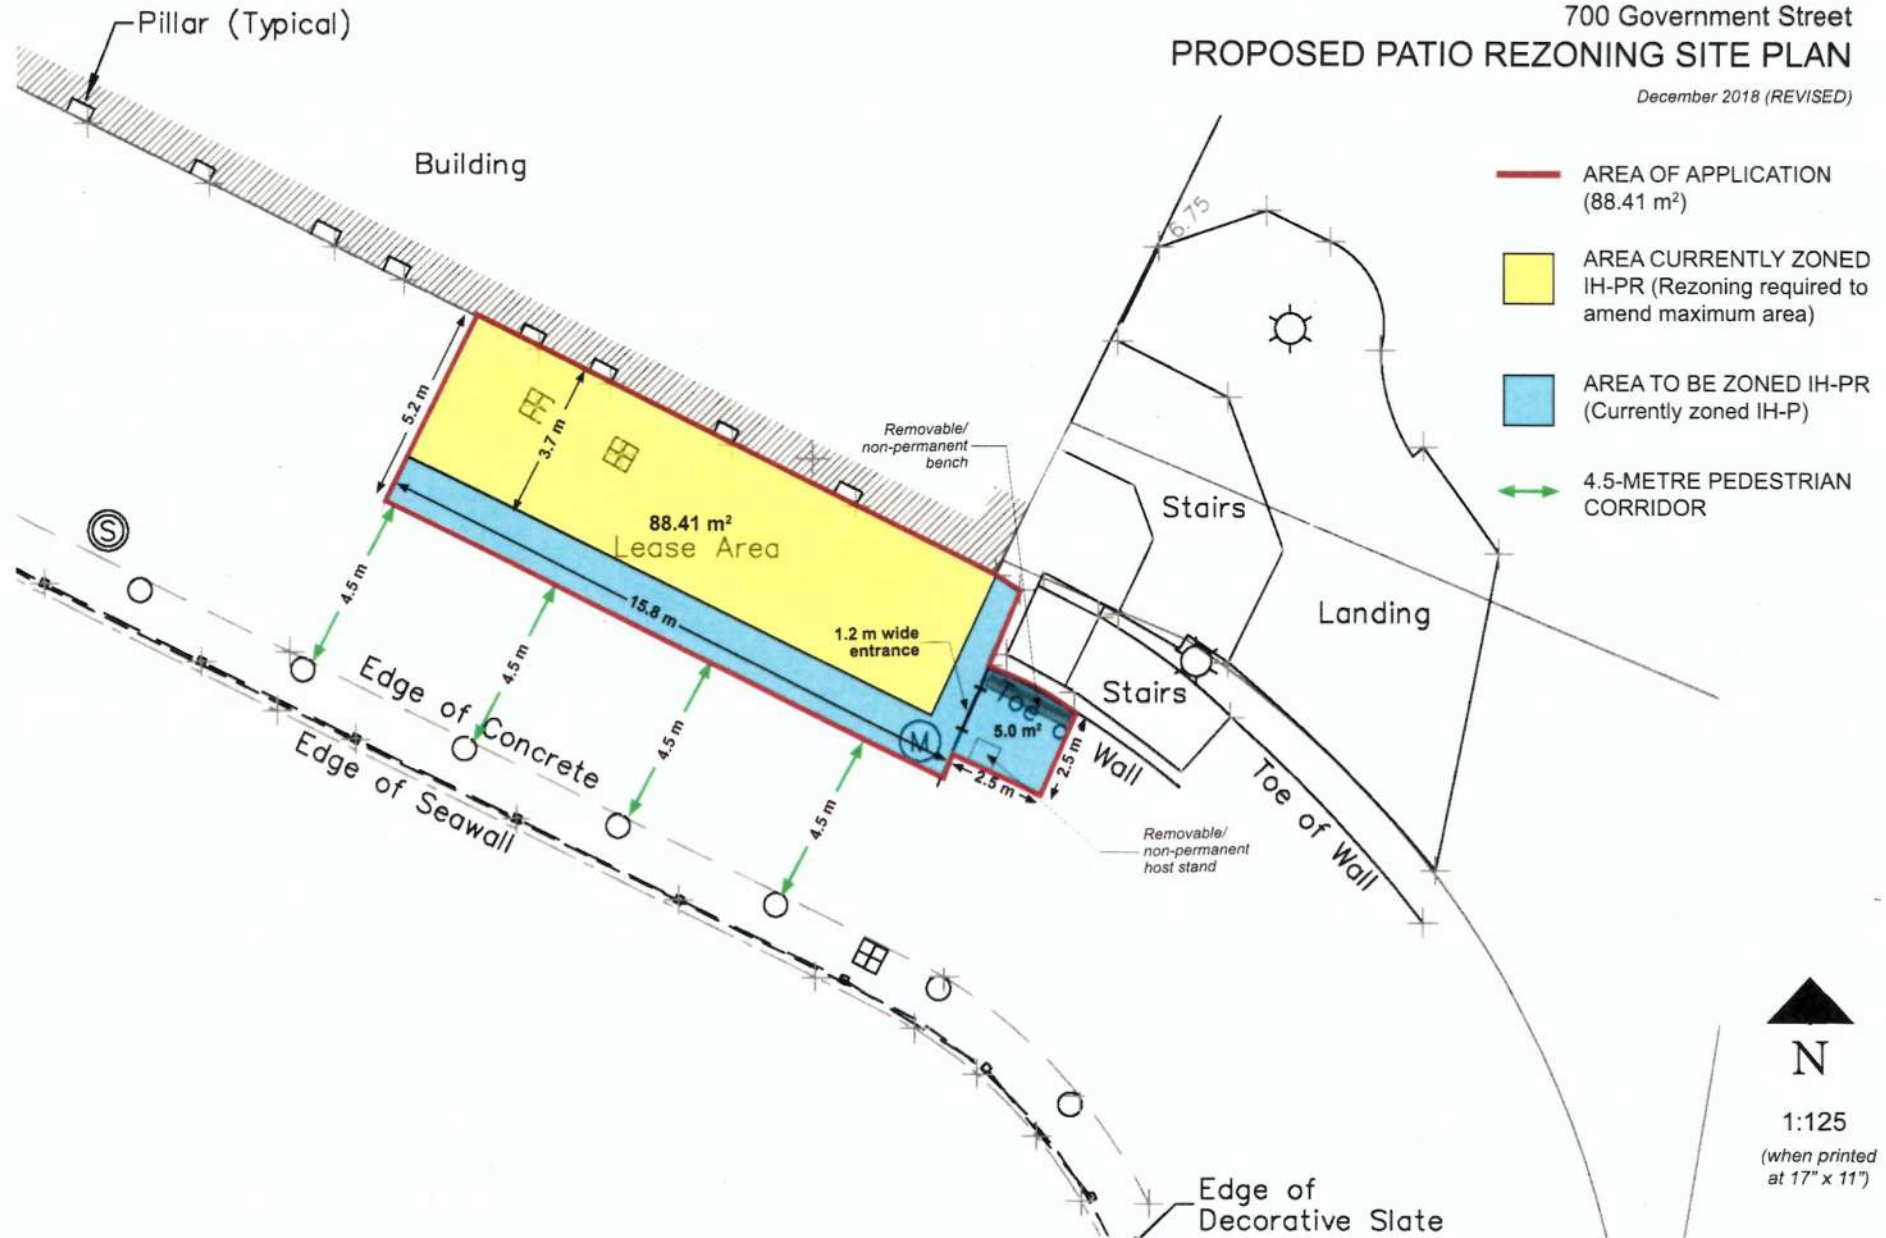 700 Government Street
PROPOSED PATIO REZONING SITE PLAN
December 2018 (REVISED)
Pillar (Typical)
Building
6.75
AREA OF APPLICATION
(88.41 m²)
AREA CURRENTLY ZONED
IH-PR (Rezoning required to
amend maximum area)
AREA TO BE ZONED IH-PR
(Currently zoned IH-P)
4.5-METRE PEDESTRIAN
CORRIDOR
5.2 m
3.7 m
Removable/
non-permanent
bench
Stairs
88.41 m²
Lease Area
S
4.5 m
15.8 m
1.2 m wide
entrance
Landing
4.5 m
Edge of Concrete
Stairs
Toe o
5.0 m²
M
4.5 m
2.5 m
2.5 m
Wall
Edge of Seawall
4.5 m
Toe of Wall
Removable/
non-permanent
host stand
N
1:125
(when printed
at 17" x 11")
Edge of
Decorative Slate